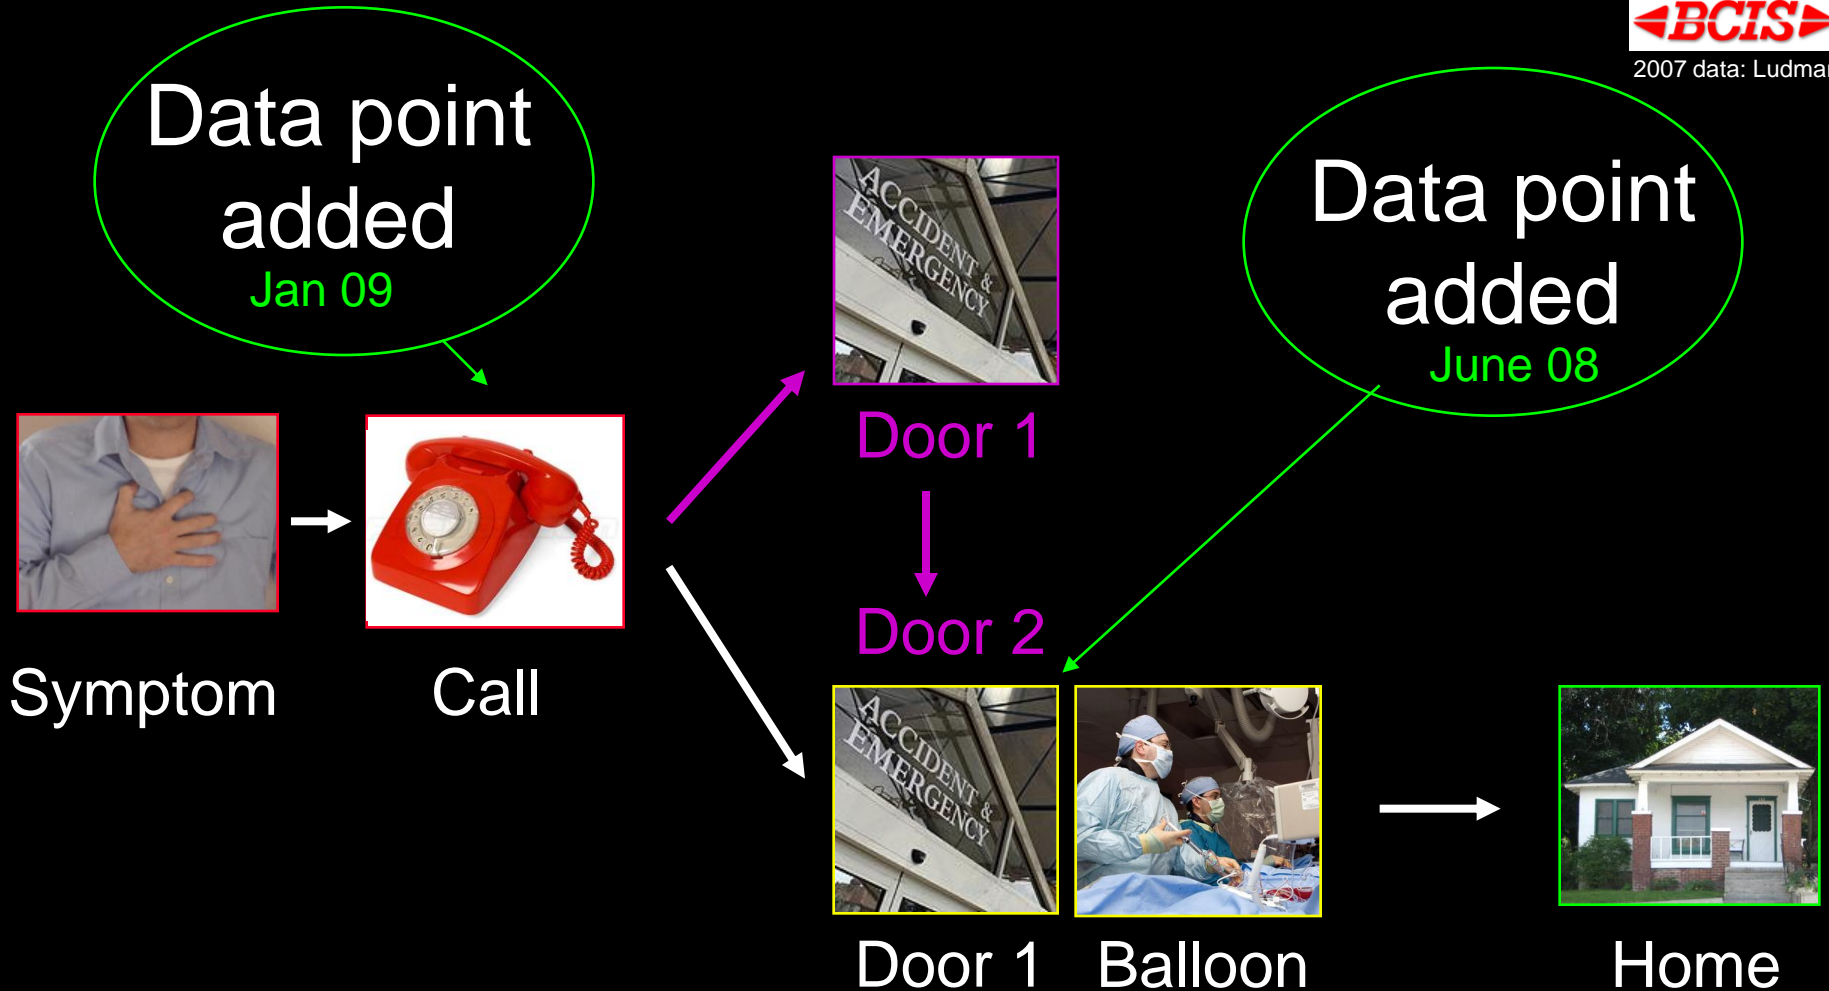 BCIS
2007 data: Ludman
Data point
added
Jan 09
Data point
added
June 08
ACCIDENT &
EMERGENCY
Door 1
Door 2
Symptom
Call
ACCIDENT &
EMERGENCY
Door 1
Balloon
Home